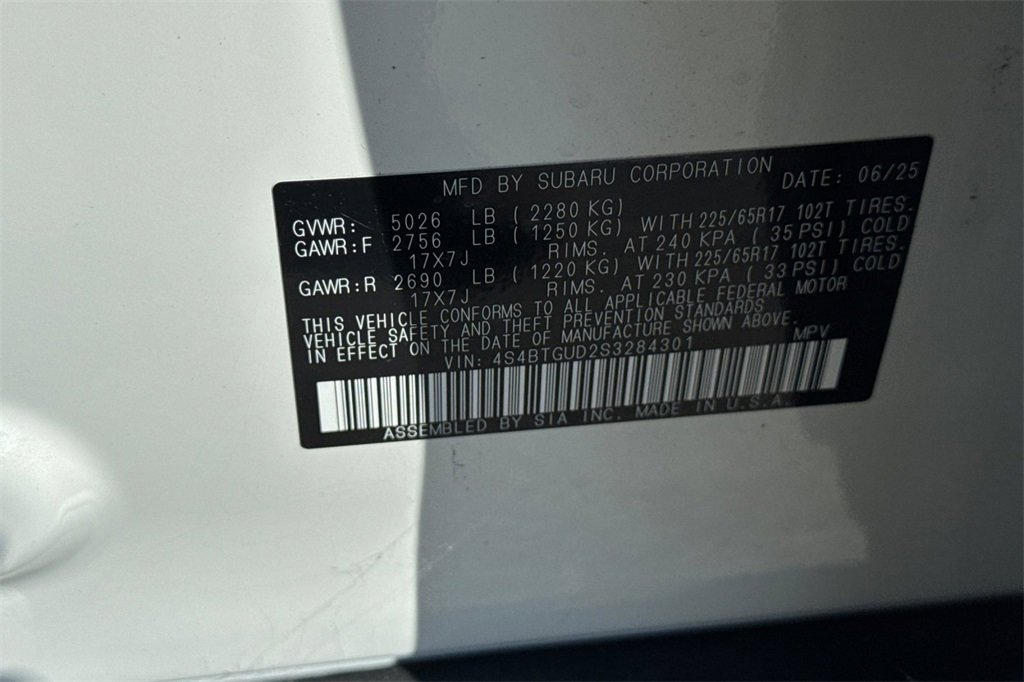 MFD BY SUBARU CORPORATION DATE: 06/25
GVWR: 5026 LB ( 2280 KG)
GAWR:F 2756 LB ( 1250 KG) WITH 225/65R17 102T TIRES.
17X7J RIMS. AT 240 KPA ( 35 PSI) COLD
GAWR:R 2690 LB ( 1220 KG) WITH 225/65R17 102T TIRES.
17X7J RIMS. AT 230 KPA ( 33 PSI) COLD
THIS VEHICLE CONFORMS TO ALL APPLICABLE FEDERAL MOTOR
VEHICLE SAFETY AND THEFT PREVENTION STANDARDS
IN EFFECT ON THE DATE OF MANUFACTURE SHOWN ABOVE.
VIN: 4S4BTGUD2S3284301 MPV
ASSEMBLED BY SIA INC. MADE IN U.S.A.